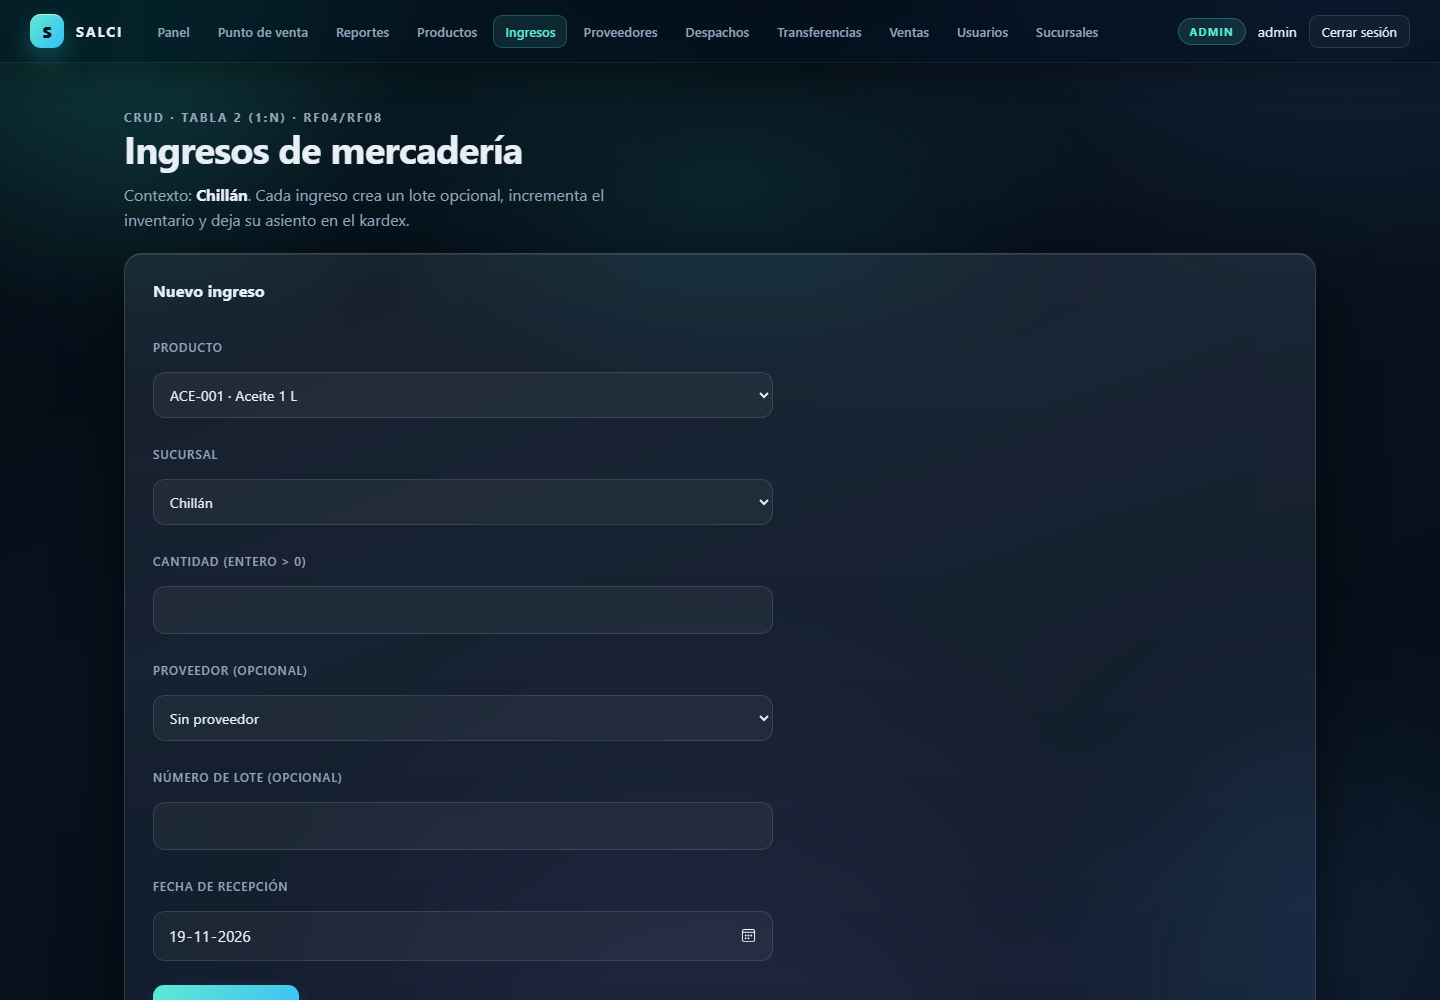 S SALCI Panel Punto de venta Reportes Productos Ingresos Proveedores Despachos Transferencias Ventas Usuarios Sucursales ADMIN admin Cerrar sesión
CRUD · TABLA 2 (1:N) · RF04/RF08
Ingresos de mercadería
Contexto: Chillán. Cada ingreso crea un lote opcional, incrementa el
inventario y deja su asiento en el kardex.
Nuevo ingreso
PRODUCTO
ACE-001 · Aceite 1 L
SUCURSAL
Chillán
CANTIDAD (ENTERO > 0)
PROVEEDOR (OPCIONAL)
Sin proveedor
NÚMERO DE LOTE (OPCIONAL)
FECHA DE RECEPCIÓN
19-11-2026